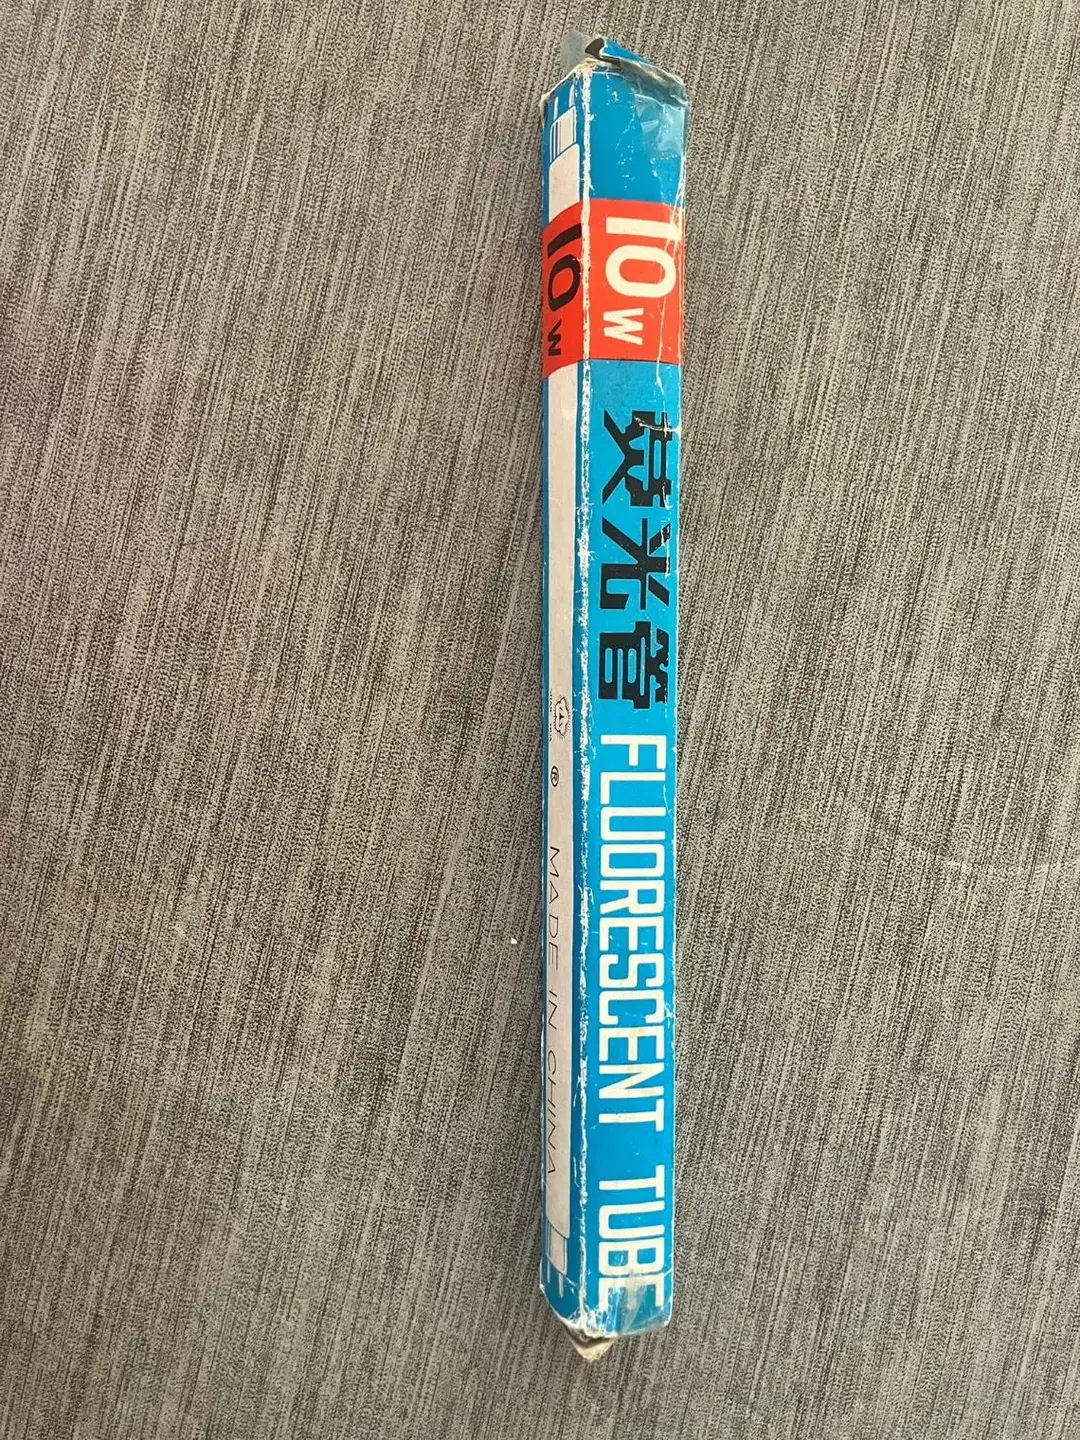 10W
荧光管 FLUORESCENT TUBE
10W
® MADE IN CHINA